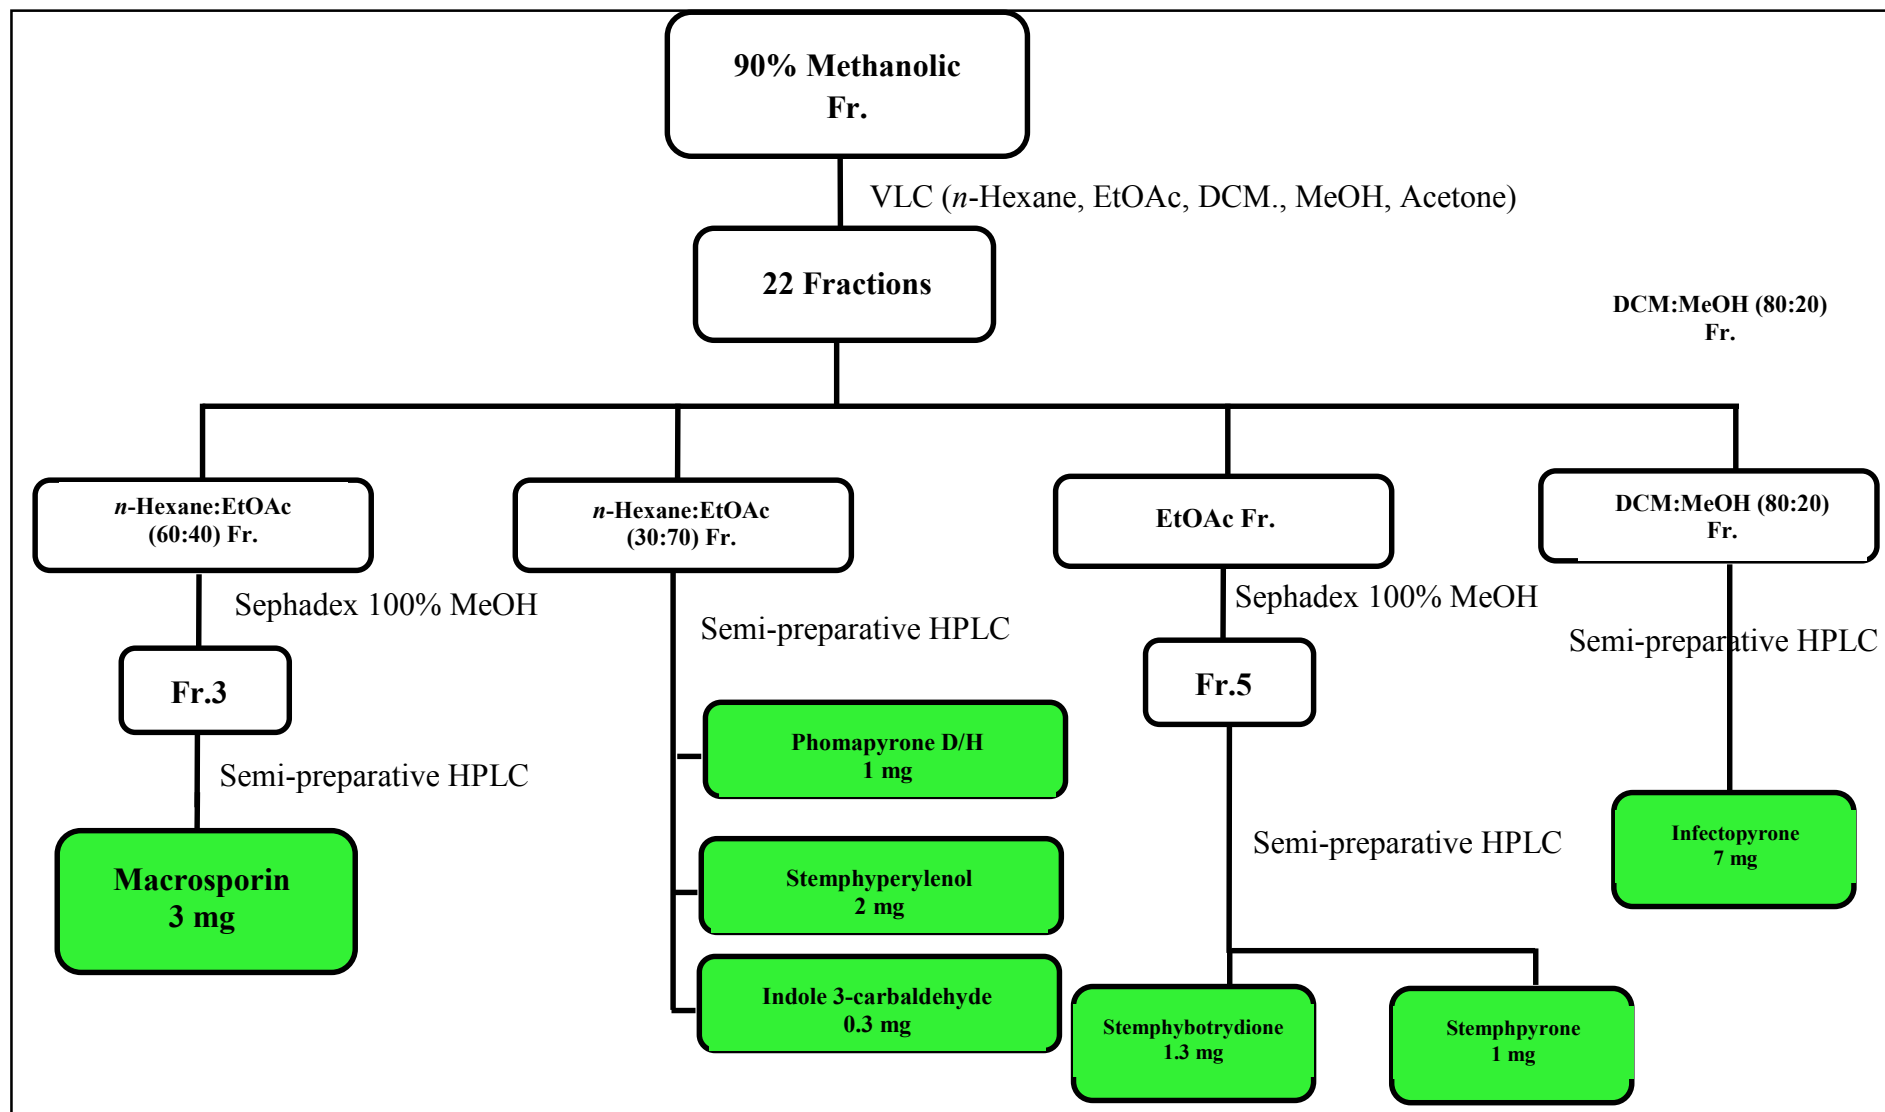 90% Methanolic
Fr.
VLC (n-Hexane, EtOAc, DCM., MeOH, Acetone)
22 Fractions
DCM:MeOH (80:20)
Fr.
n-Hexane:EtOAc
(60:40) Fr.
n-Hexane:EtOAc
(30:70) Fr.
EtOAc Fr.
DCM:MeOH (80:20)
Fr.
Sephadex 100% MeOH
Semi-preparative HPLC
Sephadex 100% MeOH
Semi-preparative HPLC
Fr.3
Fr.5
Semi-preparative HPLC
Phomapyrone D/H
1 mg
Semi-preparative HPLC
Infectopyrone
7 mg
Macrosporin
3 mg
Stemphyperylenol
2 mg
Indole 3-carbaldehyde
0.3 mg
Stemphybotrydione
1.3 mg
Stemphpyrone
1 mg